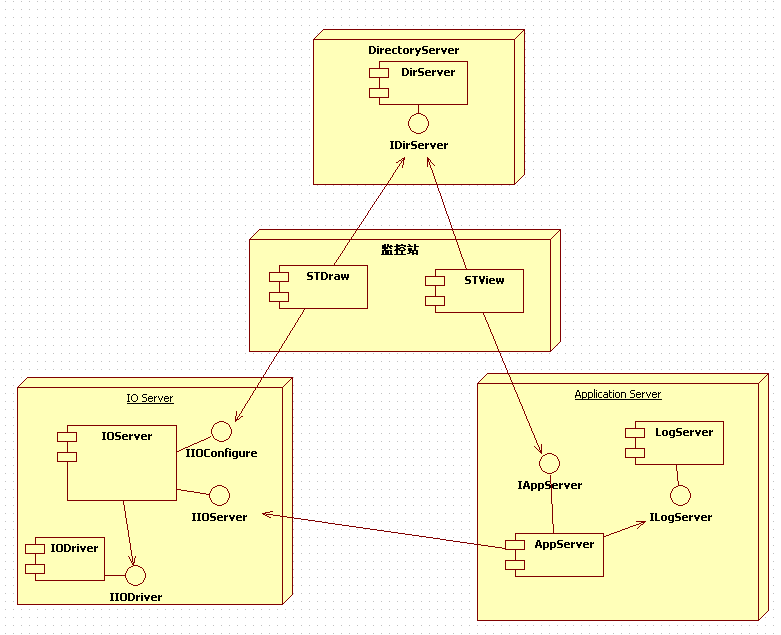 DirectoryServer
DirServer
IDirServer
监控站
STDraw
STView
IO Server
IOServer
IIOConfigure
IIOServer
IODriver
IIODriver
Application Server
LogServer
IAppServer
ILogServer
AppServer